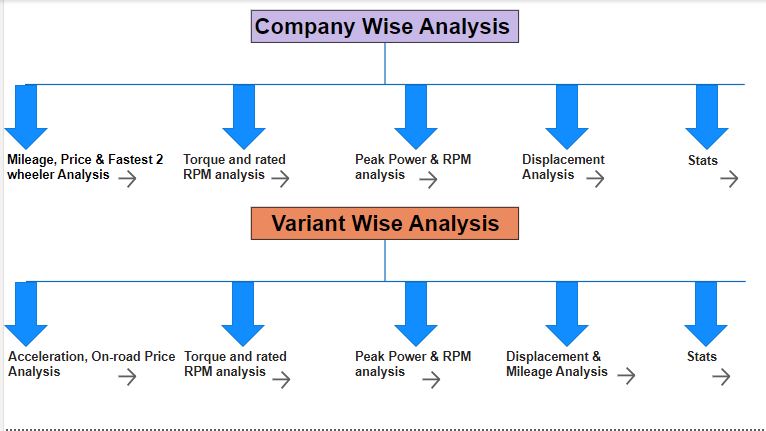 Company Wise Analysis
Mileage, Price & Fastest 2
wheeler Analysis
Torque and rated
RPM analysis
Peak Power & RPM
analysis
Displacement
Analysis
Stats
Variant Wise Analysis
Acceleration, On-road Price
Analysis
Torque and rated
RPM analysis
Peak Power & RPM
analysis
Displacement &
Mileage Analysis
Stats